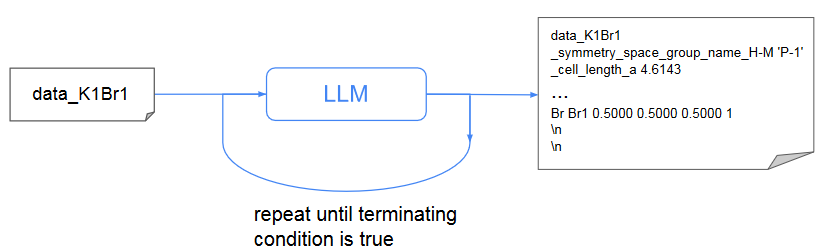 data_K1Br1
LLM
repeat until terminating
condition is true
data_K1Br1
_symmetry_space_group_name_H-M 'P-1'
_cell_length_a 4.6143
...
Br Br1 0.5000 0.5000 0.5000 1
\n
\n